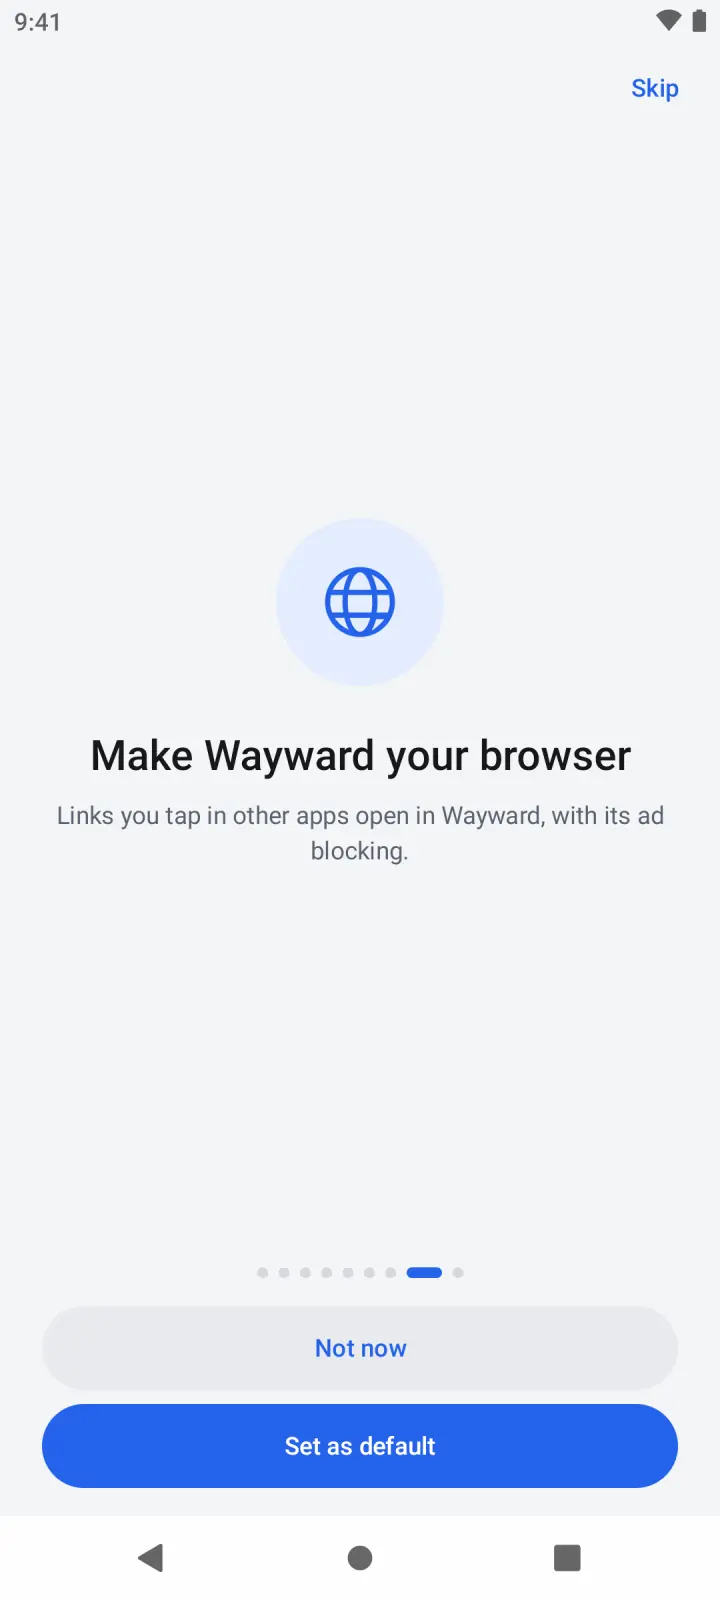 9:41
Skip
Make Wayward your browser
Links you tap in other apps open in Wayward, with its ad
blocking.
Not now
Set as default